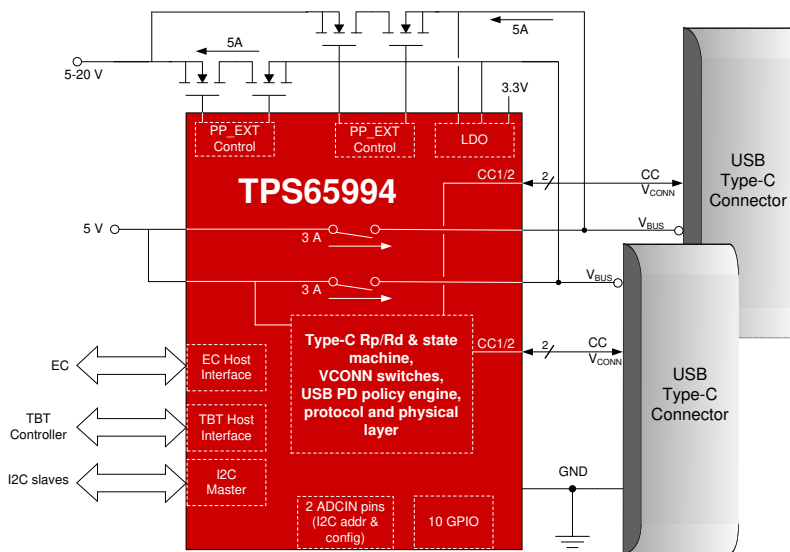 5A
5A
5-20 V
3.3V
PP_EXT
Control
PP_EXT
Control
LDO
TPS65994
CC1/2
2
CC
VCONN
USB
Type-C
Connector
5 V
3 A
VBUS
3 A
VBUS
Type-C Rp/Rd & state
machine,
VCONN switches,
USB PD policy engine,
protocol and physical
layer
CC1/2
2
CC
VCONN
USB
Type-C
Connector
EC
EC Host
Interface
TBT
Controller
TBT Host
Interface
I2C slaves
I2C
Master
GND
2 ADCIN pins
(I2C addr &
config)
10 GPIO